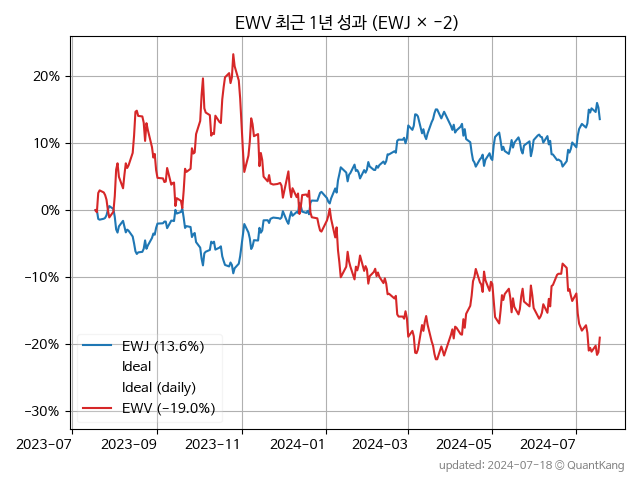 EWV 최근 1년 성과 (EWJ × −2)
20%
10%
0%
−10%
−20%
−30%
EWJ (13.6%)
Ideal
Ideal (daily)
EWV (−19.0%)
2023-07 2023-09 2023-11 2024-01 2024-03 2024-05 2024-07
updated: 2024-07-18 © QuantKang